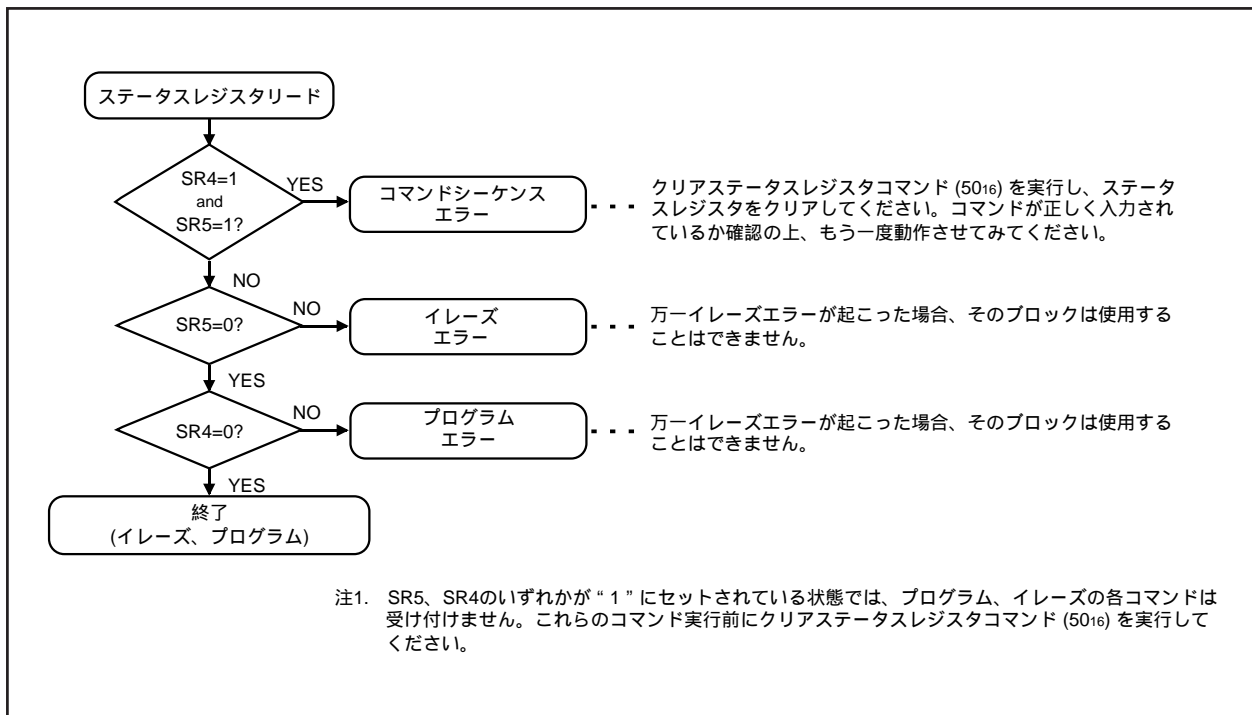 ステータスレジスタリード
SR4=1
and
SR5=1?
YES
コマンドシーケンス
エラー
クリアステータスレジスタコマンド (5016) を実行し、ステータ
スレジスタをクリアしてください。コマンドが正しく入力され
ているか確認の上、もう一度動作させてみてください。
NO
SR5=0?
NO
イレーズ
エラー
万一イレーズエラーが起こった場合、そのブロックは使用する
ことはできません。
YES
SR4=0?
NO
プログラム
エラー
万一イレーズエラーが起こった場合、そのブロックは使用する
ことはできません。
YES
終了
(イレーズ、プログラム)
注1. SR5、SR4のいずれかが“1”にセットされている状態では、プログラム、イレーズの各コマンドは
受け付けません。これらのコマンド実行前にクリアステータスレジスタコマンド (5016) を実行して
ください。